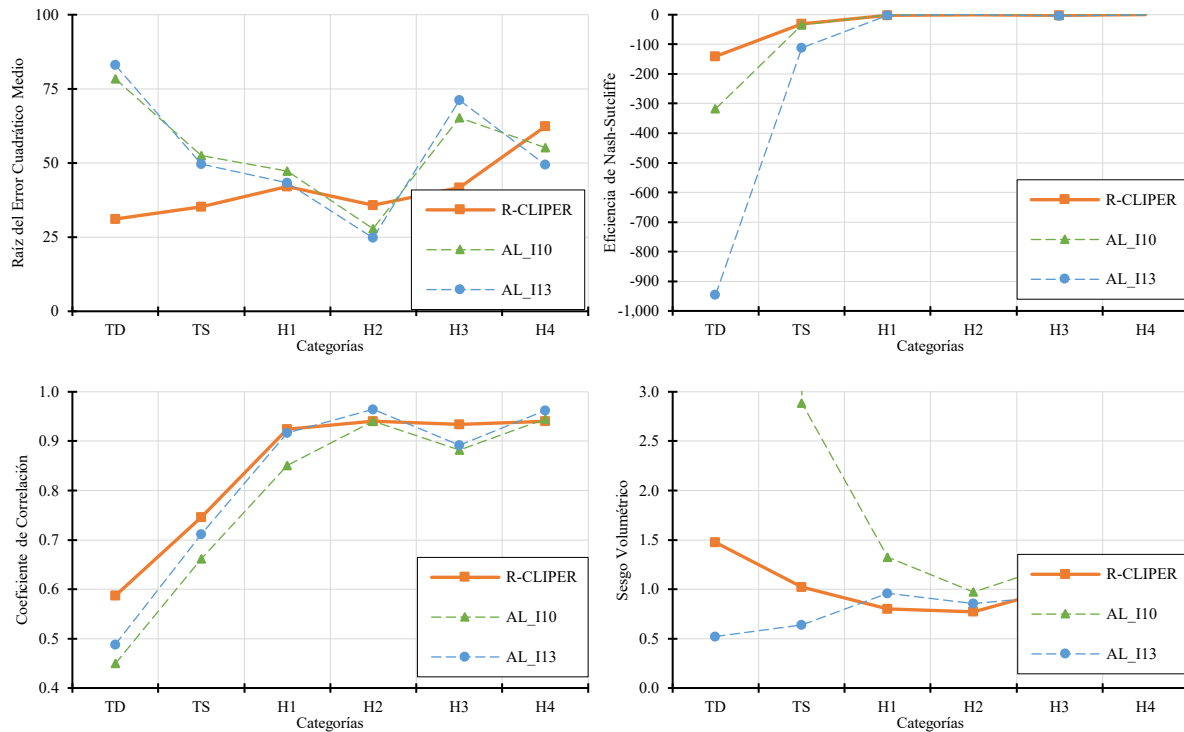 Raíz del Error Cuadrático Medio
100
75
50
25
0
TD TS H1 H2 H3 H4
Categorías
R-CLIPER
AL_I10
AL_I13
Eficiencia de Nash-Sutcliffe
0
-100
-200
-300
-400
-500
-600
-700
-800
-900
-1,000
TD TS H1 H2 H3 H4
Categorías
R-CLIPER
AL_I10
AL_I13
Coeficiente de Correlación
1.0
0.9
0.8
0.7
0.6
0.5
0.4
TD TS H1 H2 H3 H4
Categorías
R-CLIPER
AL_I10
AL_I13
Sesgo Volumétrico
3.0
2.5
2.0
1.5
1.0
0.5
0.0
TD TS H1 H2 H3 H4
Categorías
R-CLIPER
AL_I10
AL_I13